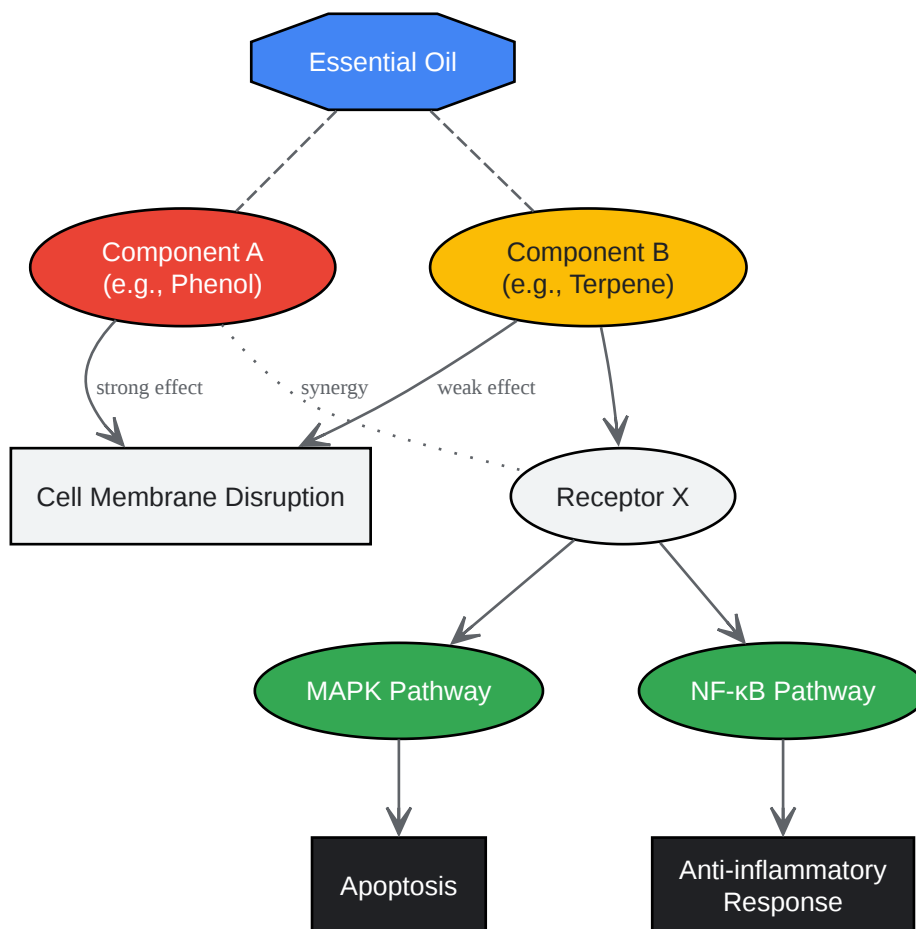 Essential Oil
Component A
(e.g., Phenol)
Component B
(e.g., Terpene)
strong effect
synergy
weak effect
Cell Membrane Disruption
Receptor X
MAPK Pathway
NF-κB Pathway
Apoptosis
Anti-inflammatory
Response